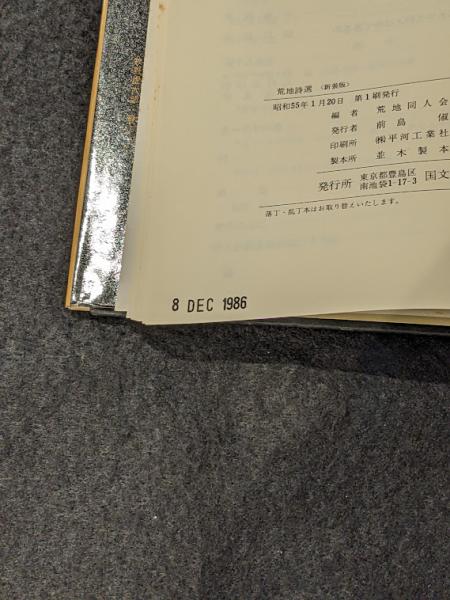 荒地詩選〈新装版〉
昭和55年1月20日 第1刷発行
編者 荒地同人会
発行者 前島
印刷所 ㈱平河工業社
製本所 並木製本
発行所 東京都豊島区
南池袋1-17-3 国文
落丁・乱丁本はお取り替えいたします。
8 DEC 1986